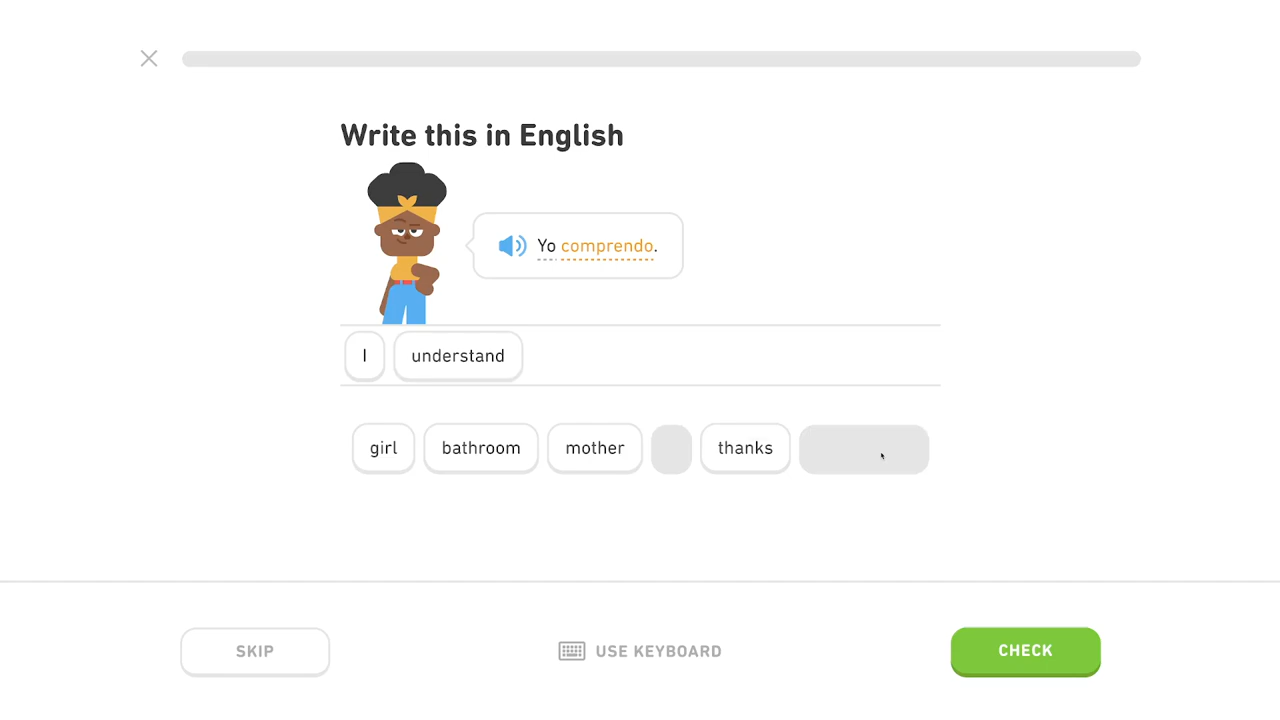 Write this in English
Yo comprendo.
I understand
girl bathroom mother thanks
SKIP USE KEYBOARD CHECK